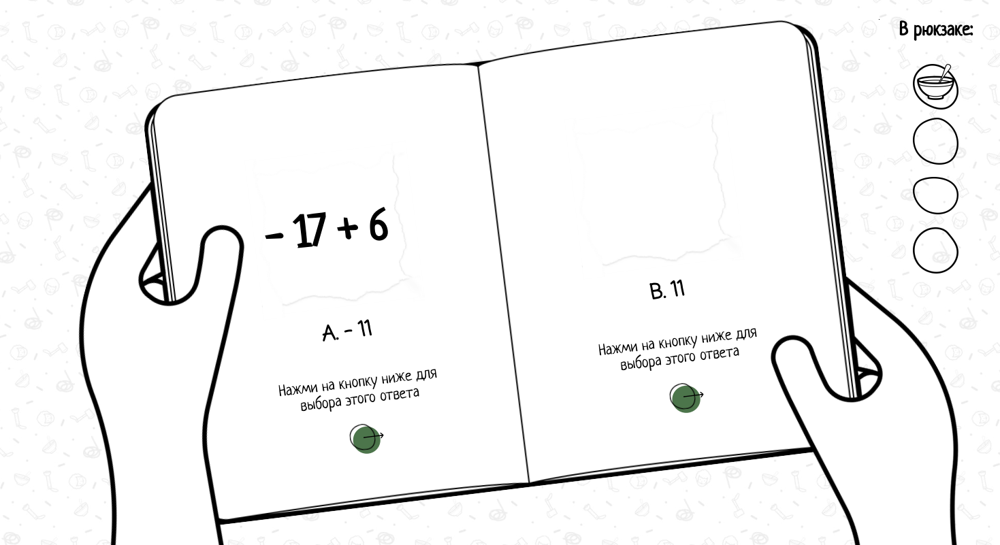 В рюкзаке:
– 17 + 6
A. – 11
Нажми на кнопку ниже для
выбора этого ответа
B. 11
Нажми на кнопку ниже для
выбора этого ответа